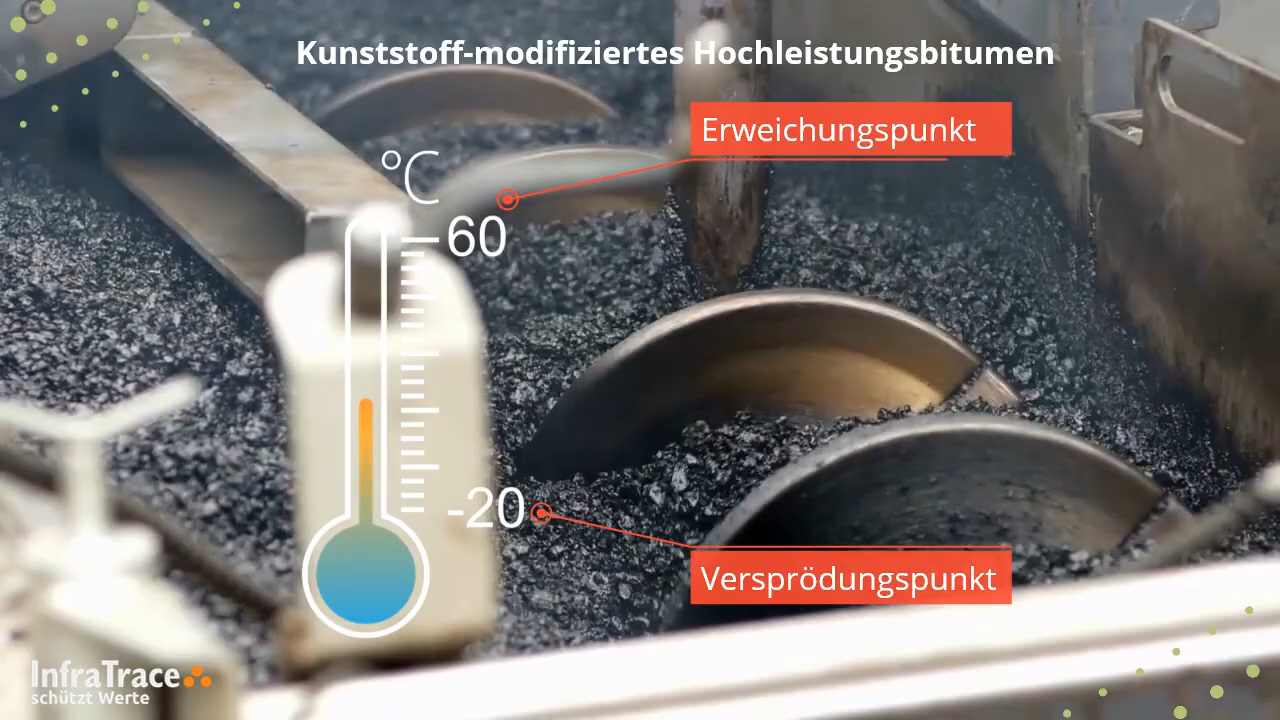 Kunststoff-modifiziertes Hochleistungsbitumen
Erweichungspunkt
°C
60
-20
Versprödungspunkt
InfraTrace
schützt Werte